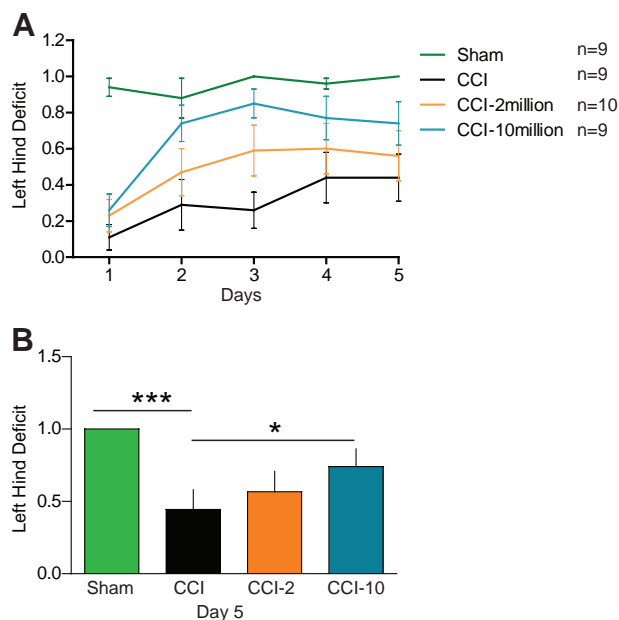 A
Left Hind Deficit
1.2
1.0
0.8
0.6
0.4
0.2
0.0
1 2 3 4 5
Days
Sham n=9
CCI n=9
CCI-2million n=10
CCI-10million n=9
B
Left Hind Deficit
1.5
1.0
0.5
0.0
***
*
Sham CCI CCI-2 CCI-10
Day 5